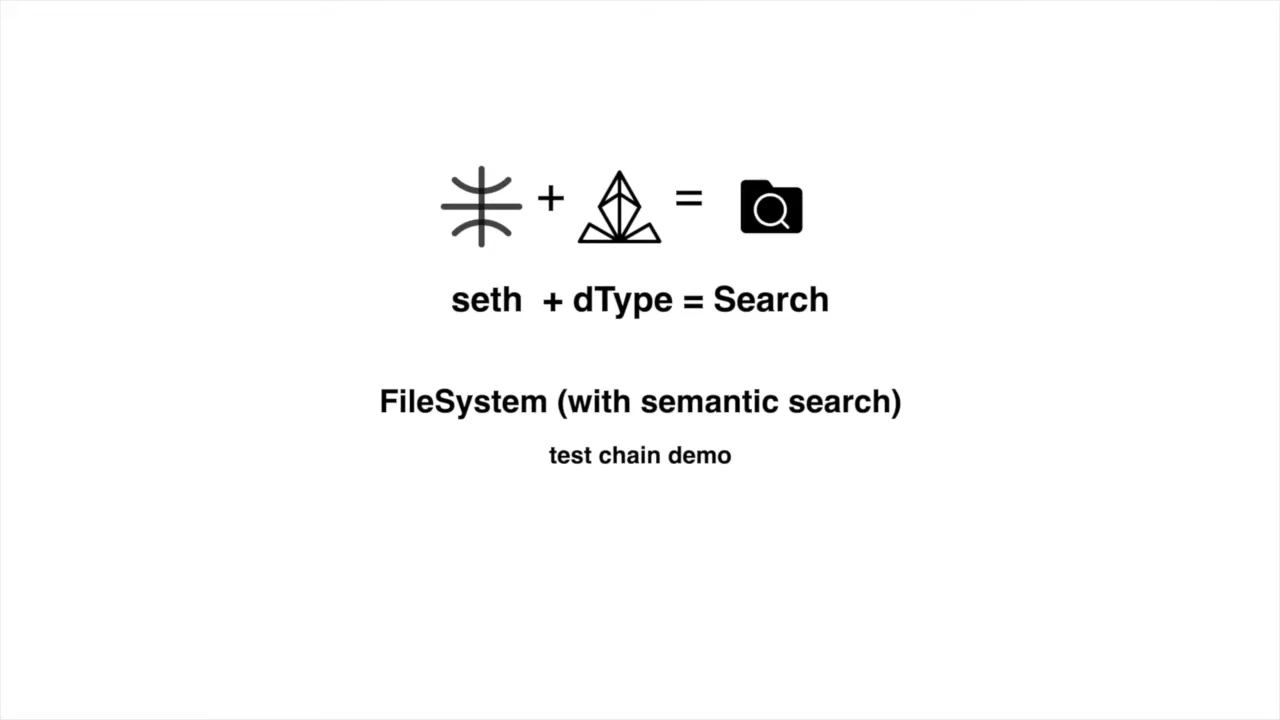 + =
seth + dType = Search
FileSystem (with semantic search)
test chain demo